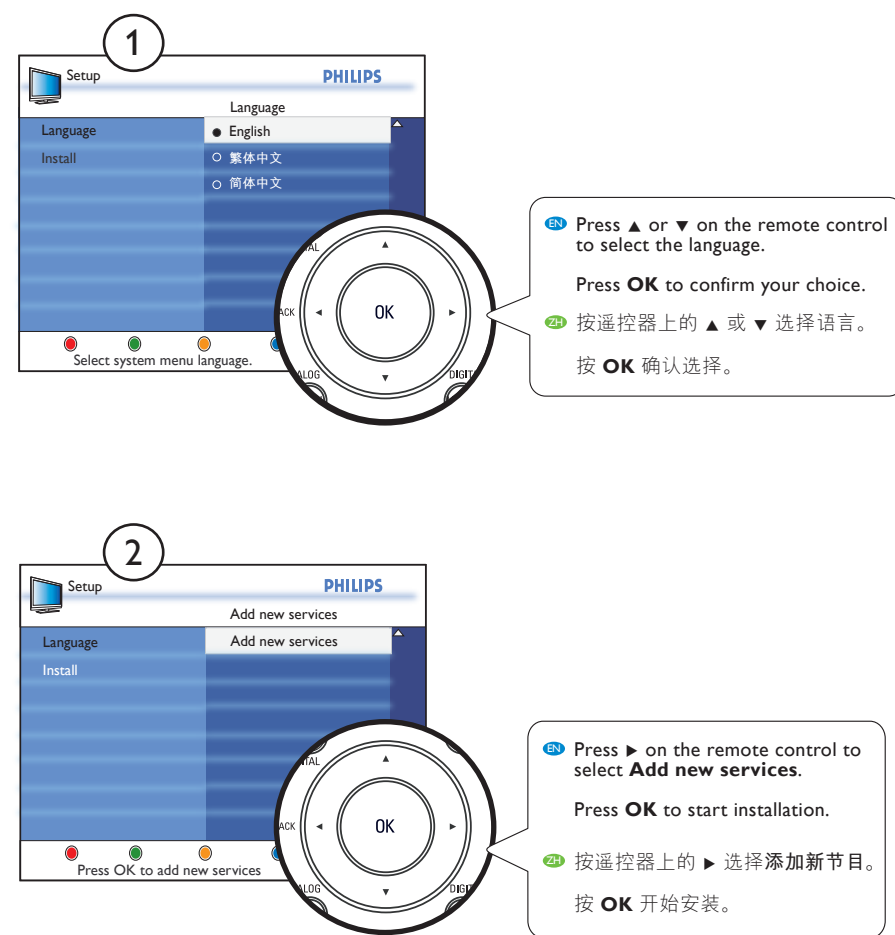 1
Setup
PHILIPS
Language
Language
English
Install
繁体中文
简体中文
OK
Select system menu language.
EN Press ▲ or ▼ on the remote control
to select the language.
Press OK to confirm your choice.
ZH 按遥控器上的 ▲ 或 ▼ 选择语言。
按 OK 确认选择。
2
Setup
PHILIPS
Add new services
Language
Add new services
Install
OK
Press OK to add new services
EN Press ► on the remote control to
select Add new services.
Press OK to start installation.
ZH 按遥控器上的 ► 选择添加新节目。
按 OK 开始安装。